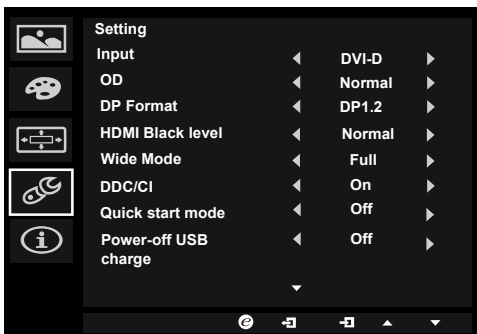 Setting
Input DVI-D
OD Normal
DP Format DP1.2
HDMI Black level Normal
Wide Mode Full
DDC/CI On
Quick start mode Off
Power-off USB Off
charge